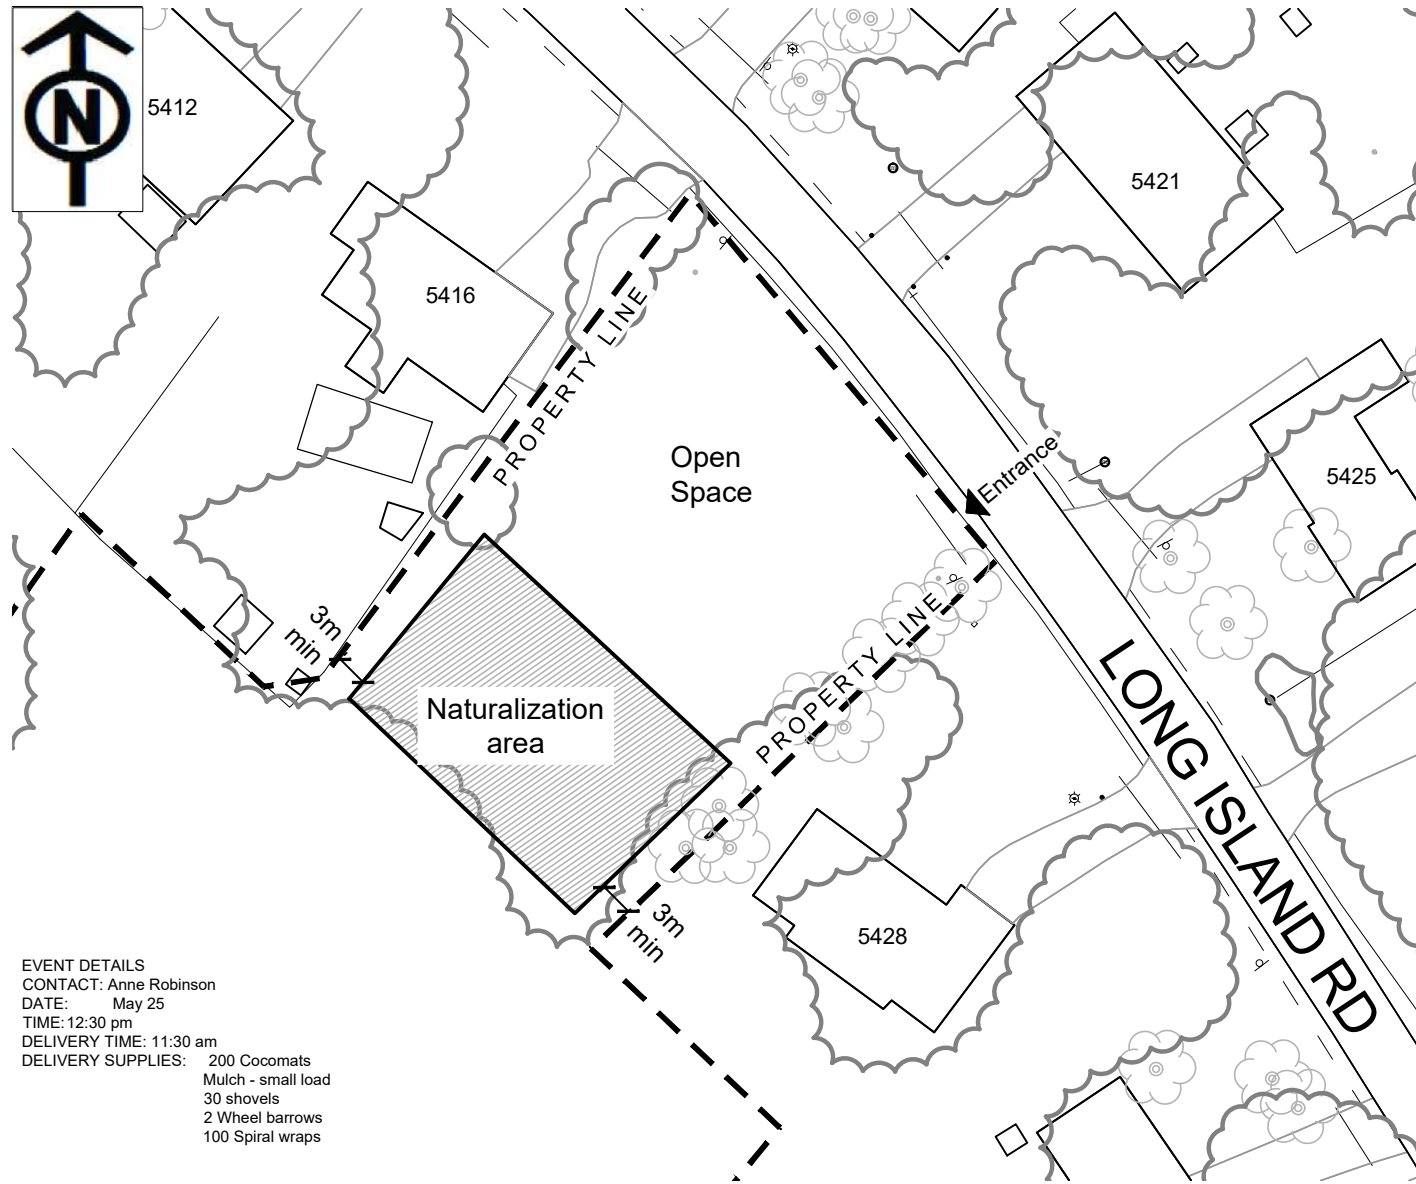 N
5412
5421
5416
PROPERTY LINE
Open
Space
Entrance
5425
3m
min
Naturalization
area
PROPERTY LINE
LONG ISLAND RD
3m
min
5428
EVENT DETAILS
CONTACT: Anne Robinson
DATE: May 25
TIME: 12:30 pm
DELIVERY TIME: 11:30 am
DELIVERY SUPPLIES: 200 Cocomats
Mulch - small load
30 shovels
2 Wheel barrows
100 Spiral wraps